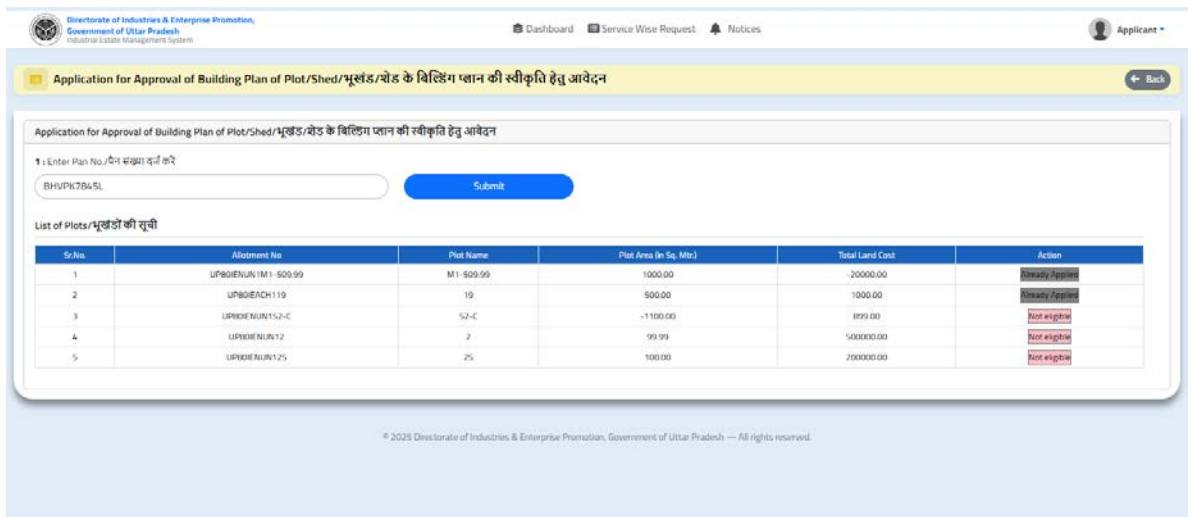 Directorate of Industries & Enterprise Promotion,
Government of Uttar Pradesh
Industrial Estate Management System
Dashboard Service Wise Request Notices Applicant
Application for Approval of Building Plan of Plot/Shed/भूखंड/शेड के बिल्डिंग प्लान की स्वीकृति हेतु आवेदन
← Back
Application for Approval of Building Plan of Plot/Shed/भूखंड/शेड के बिल्डिंग प्लान की स्वीकृति हेतु आवेदन
1 : Enter Pan No./पैन संख्या दर्ज करें
BHVPK7845L Submit
List of Plots/भूखंडों की सूची
Sr.No. Allotment No Plot Name Plot Area (in Sq. Mtr.) Total Land Cost Action
1 UP80IENUN1M1-509.99 M1-509.99 1000.00 -20000.00 Already Applied
2 UP80IEACH119 19 500.00 1000.00 Already Applied
3 UP80IENUN1S2-C S2-C -1100.00 899.00 Not eligible
4 UP80IENUN12 2 99.99 500000.00 Not eligible
5 UP80IENUN125 25 100.00 200000.00 Not eligible
© 2025 Directorate of Industries & Enterprise Promotion, Government of Uttar Pradesh — All rights reserved.